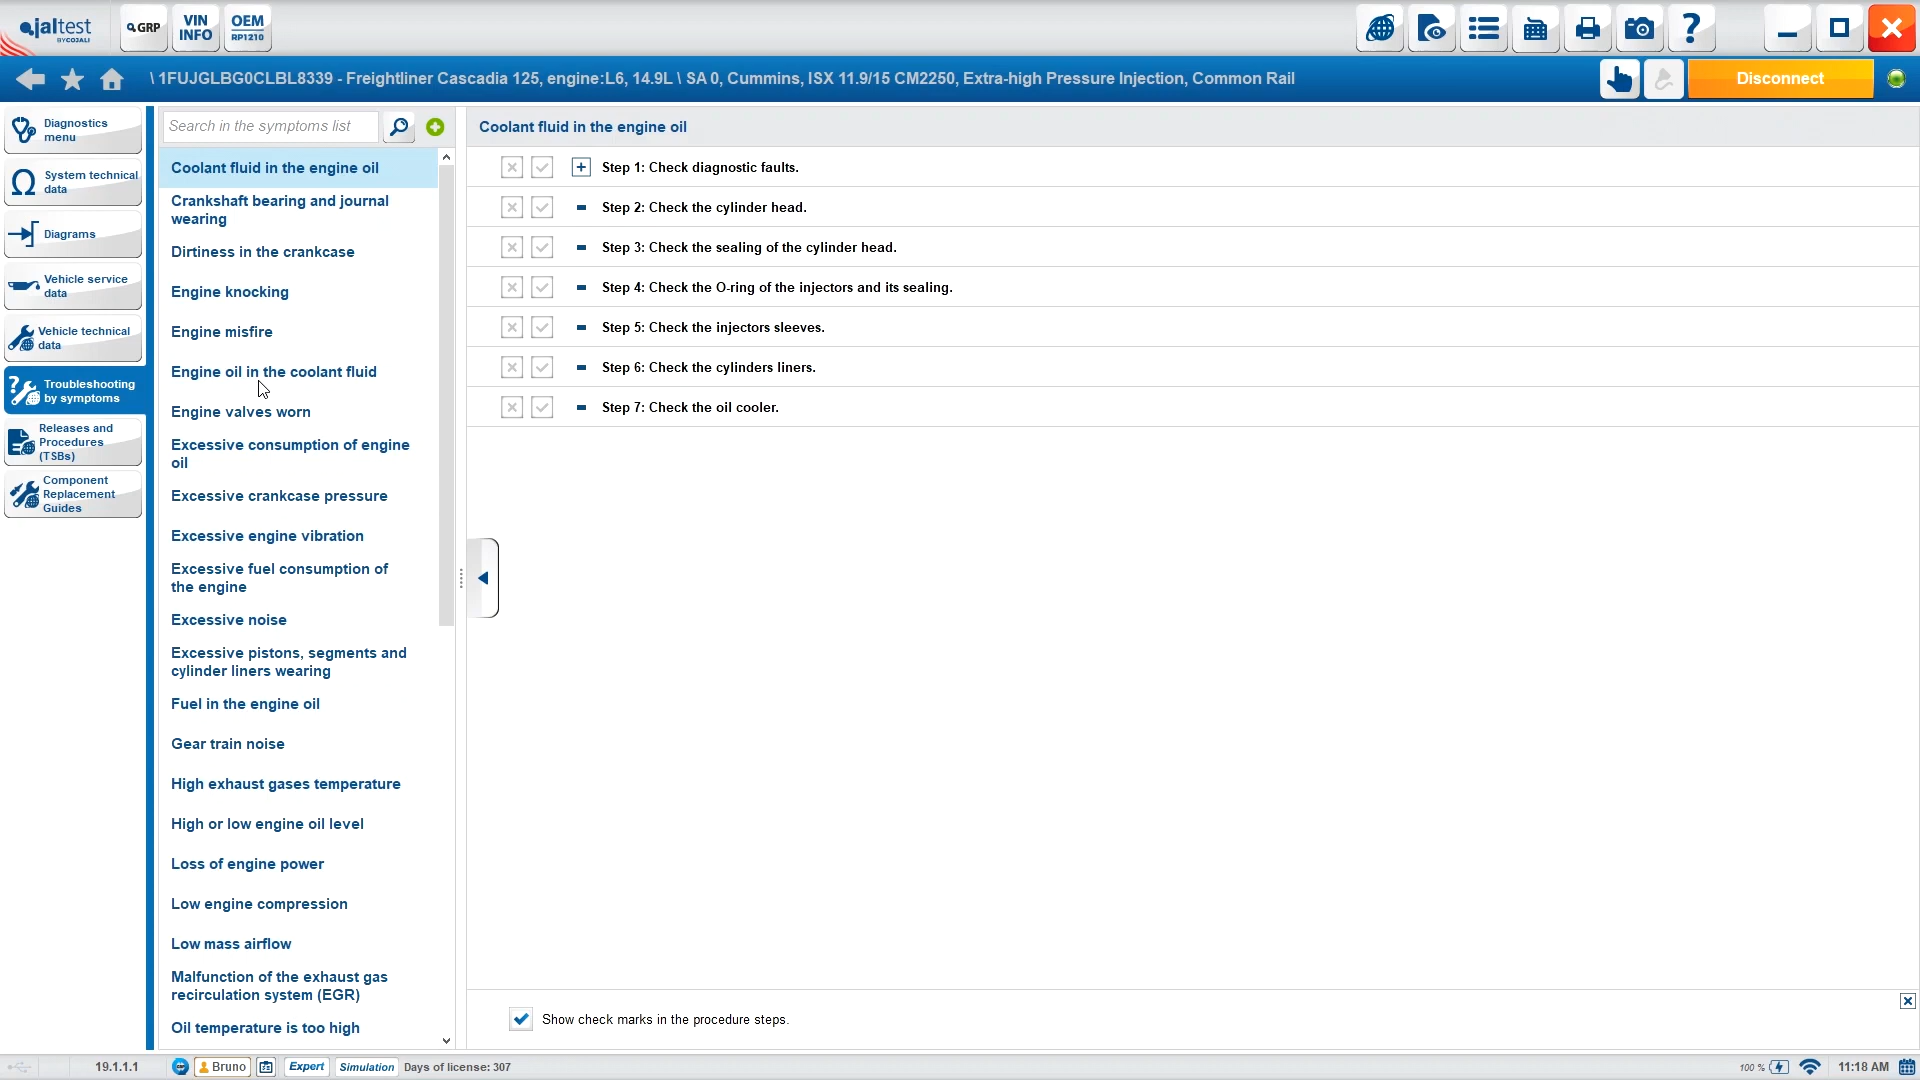 jaltest
BY COJALI
GRP
VIN
INFO
OEM
RP1210
?
\ 1FUJGLBG0CLBL8339 - Freightliner Cascadia 125, engine:L6, 14.9L \ SA 0, Cummins, ISX 11.9/15 CM2250, Extra-high Pressure Injection, Common Rail
Disconnect
Diagnostics
menu
System technical
data
Diagrams
Vehicle service
data
Vehicle technical
data
Troubleshooting
by symptoms
Releases and
Procedures
(TSBs)
Component
Replacement
Guides
Search in the symptoms list
Coolant fluid in the engine oil
Crankshaft bearing and journal
wearing
Dirtiness in the crankcase
Engine knocking
Engine misfire
Engine oil in the coolant fluid
Engine valves worn
Excessive consumption of engine
oil
Excessive crankcase pressure
Excessive engine vibration
Excessive fuel consumption of
the engine
Excessive noise
Excessive pistons, segments and
cylinder liners wearing
Fuel in the engine oil
Gear train noise
High exhaust gases temperature
High or low engine oil level
Loss of engine power
Low engine compression
Low mass airflow
Malfunction of the exhaust gas
recirculation system (EGR)
Oil temperature is too high
Coolant fluid in the engine oil
Step 1: Check diagnostic faults.
Step 2: Check the cylinder head.
Step 3: Check the sealing of the cylinder head.
Step 4: Check the O-ring of the injectors and its sealing.
Step 5: Check the injectors sleeves.
Step 6: Check the cylinders liners.
Step 7: Check the oil cooler.
Show check marks in the procedure steps.
19.1.1.1
Bruno
Expert
Simulation
Days of license: 307
100 %
11:18 AM